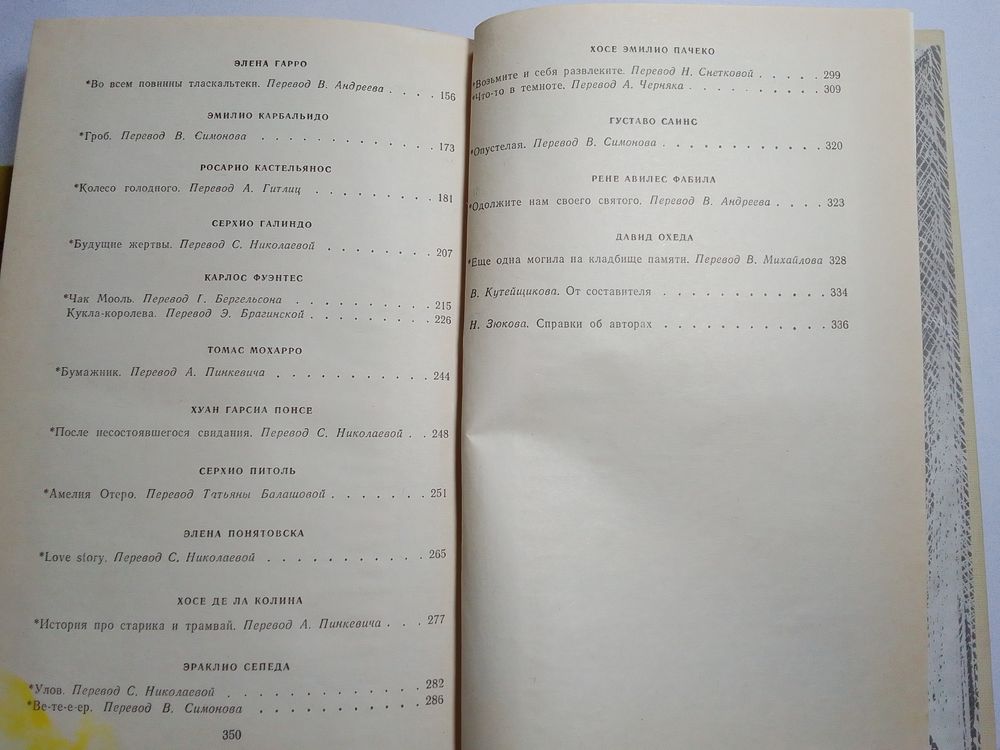 ЭЛЕНА ГАРРО
*Во всем повинны тласкальтеки. Перевод В. Андреева . . . . 156
ЭМИЛИО КАРБАЛЬИДО
*Гроб. Перевод В. Симонова . . . . . . . . . . 173
РОСАРИО КАСТЕЛЬЯНОС
*Колесо голодного. Перевод А. Гитлиц . . . . . . . 181
СЕРХИО ГАЛИНДО
*Будущие жертвы. Перевод С. Николаевой . . . . . . 207
КАРЛОС ФУЭНТЕС
*Чак Мооль. Перевод Г. Бергельсона . . . . . . . . 215
Кукла-королева. Перевод Э. Брагинской . . . . . . . 226
ТОМАС МОХАРРО
*Бумажник. Перевод А. Пинкевича . . . . . . . . . . 244
ХУАН ГАРСИА ПОНСЕ
*После несостоявшегося свидания. Перевод С. Николаевой . . 248
СЕРХИО ПИТОЛЬ
*Амелия Отеро. Перевод Татьяны Балашовой . . . . . . 251
ЭЛЕНА ПОНЯТОВСКА
*Love story. Перевод С. Николаевой . . . . . . . . . 265
ХОСЕ ДЕ ЛА КОЛИНА
*История про старика и трамвай. Перевод А. Пинкевича . . . 277
ЭРАКЛИО СЕПЕДА
*Улов. Перевод С. Николаевой . . . . . . . . . . 282
*Ве-те-е-ер. Перевод В. Симонова . . . . . . . . . 286
350
ХОСЕ ЭМИЛИО ПАЧЕКО
*Возьмите и себя развлеките. Перевод Н. Снетковой . . . . . 299
*Что-то в темноте. Перевод А. Черняка . . . . . . . . . 309
ГУСТАВО САИНС
*Опустелая. Перевод В. Симонова . . . . . . . . . . 320
РЕНЕ АВИЛЕС ФАБИЛА
*Одолжите нам своего святого. Перевод В. Андреева . . . . 323
ДАВИД ОХЕДА
*Еще одна могила на кладбище памяти. Перевод В. Михайлова 328
В. Кутейщикова. От составителя . . . . . . . . . . . 334
Н. Зюкова. Справки об авторах . . . . . . . . . . . 336